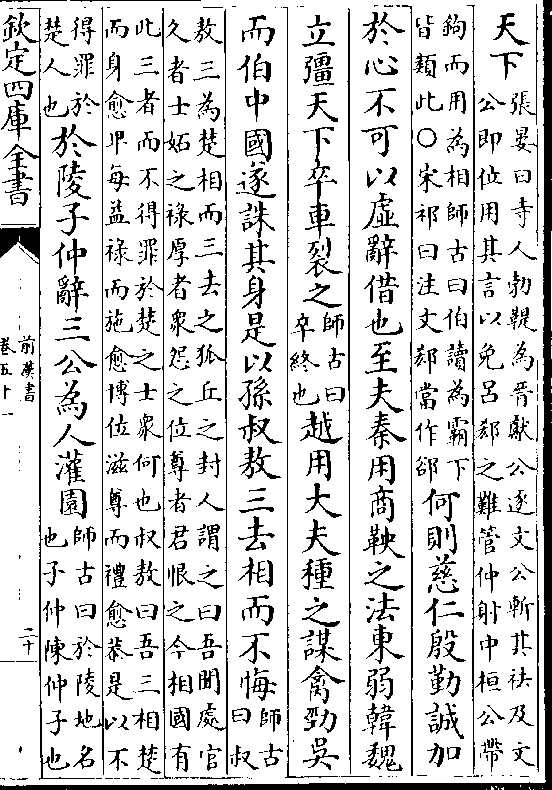 天下張晏曰寺人勃鞮為晉獻公逐文公斬其袪及文公即位用其言以免呂郄之難管仲射中桓公帶
鉤而用為相師古曰伯讀為霸下皆類此○宋祁曰注文郄當作郤何則慈仁殷勤誠加
於心不可以虛辭借也至夫秦用商鞅之法東弱韓魏
立彊天下卒車裂之師古曰卒終也越用大夫種之謀禽勁吳
而伯中國遂誅其身是以孫叔敖三去相而不悔師古曰叔
敖三為楚相而三去之狐丘之封人謂之曰吾聞處官久者士妬之祿厚者衆怨之位尊者君恨之今相國有
此三者而不得罪於楚之士衆何也叔敖曰吾三相楚而身愈卑每益祿而施愈博位滋尊而禮愈恭是以不
得罪於楚人也於陵子仲辭三公為人灌園師古曰於陵地名也子仲陳仲子也
欽定四庫全書
前漢書
卷五十一
二十